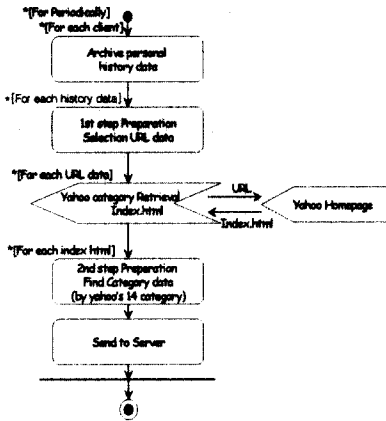 *[For Periodically]
*[For each client]
Archive personal
history data
*[For each history data]
1st step Preparation
Selection URL data
*[For each URL data]
Yahoo category Retrieval
Index.html
URL
Index.html
Yahoo Homepage
*[For each index html]
2nd step Preperation
Find Category data
(by yahoo's 14 category)
Send to Server